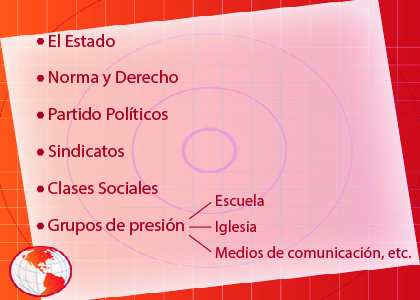 • El Estado
• Norma y Derecho
• Partido Políticos
• Sindicatos
• Clases Sociales
• Grupos de presión
Escuela
Iglesia
Medios de comunicación, etc.